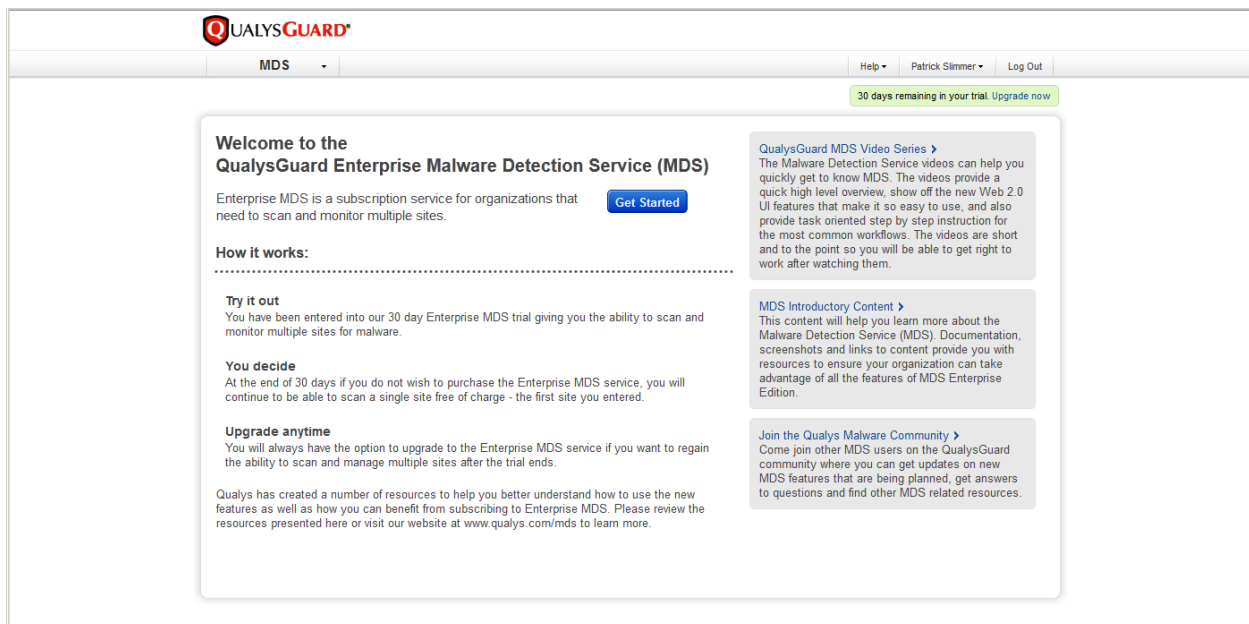 QUALYSGUARD®
MDS
Help
Patrick Slimmer
Log Out
30 days remaining in your trial. Upgrade now
Welcome to the
QualysGuard Enterprise Malware Detection Service (MDS)
Enterprise MDS is a subscription service for organizations that
need to scan and monitor multiple sites.
Get Started
How it works:
Try it out
You have been entered into our 30 day Enterprise MDS trial giving you the ability to scan and
monitor multiple sites for malware.
You decide
At the end of 30 days if you do not wish to purchase the Enterprise MDS service, you will
continue to be able to scan a single site free of charge - the first site you entered.
Upgrade anytime
You will always have the option to upgrade to the Enterprise MDS service if you want to regain
the ability to scan and manage multiple sites after the trial ends.
Qualys has created a number of resources to help you better understand how to use the new
features as well as how you can benefit from subscribing to Enterprise MDS. Please review the
resources presented here or visit our website at www.qualys.com/mds to learn more.
QualysGuard MDS Video Series
The Malware Detection Service videos can help you
quickly get to know MDS. The videos provide a
quick high level overview, show off the new Web 2.0
UI features that make it so easy to use, and also
provide task oriented step by step instruction for
the most common workflows. The videos are short
and to the point so you will be able to get right to
work after watching them.
MDS Introductory Content
This content will help you learn more about the
Malware Detection Service (MDS). Documentation,
screenshots and links to content provide you with
resources to ensure your organization can take
advantage of all the features of MDS Enterprise
Edition.
Join the Qualys Malware Community
Come join other MDS users on the QualysGuard
community where you can get updates on new
MDS features that are being planned, get answers
to questions and find other MDS related resources.